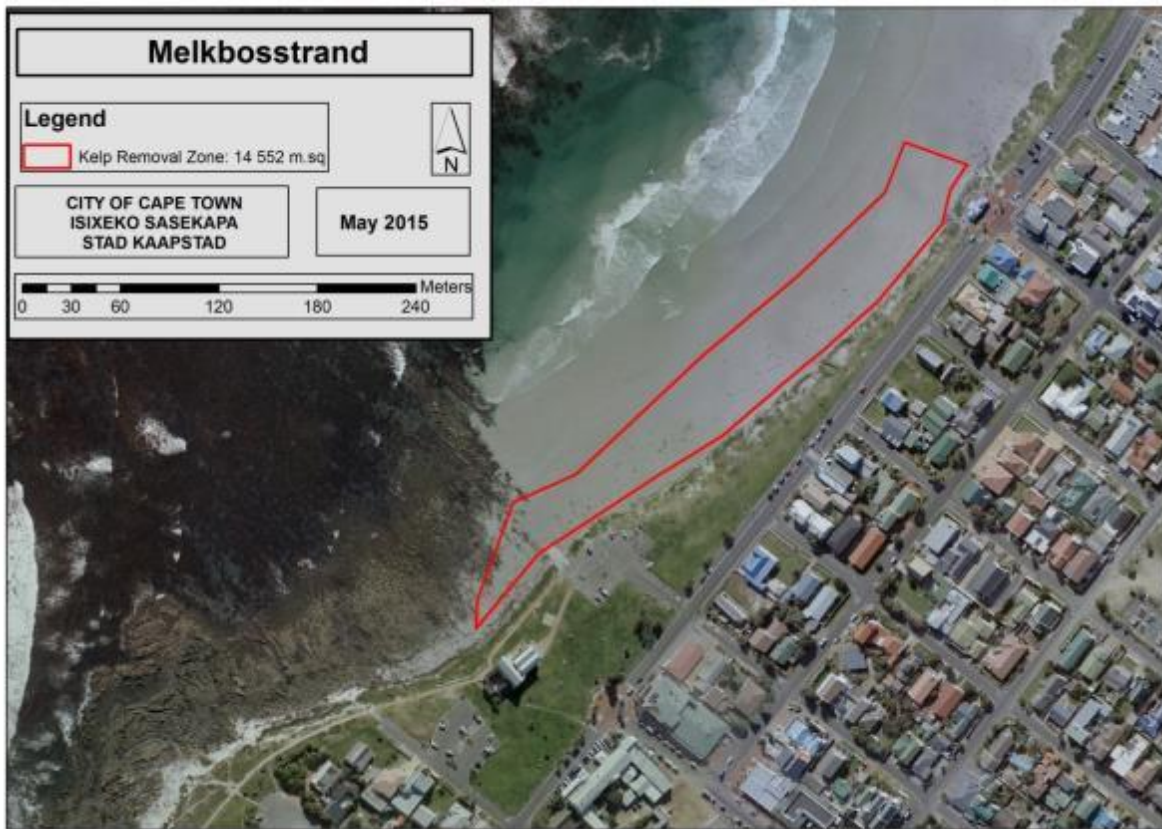 Melkbosstrand
Legend
Kelp Removal Zone: 14 552 m.sq
N
CITY OF CAPE TOWN
ISIXEKO SASEKAPA
STAD KAAPSTAD
May 2015
Meters
0 30 60 120 180 240